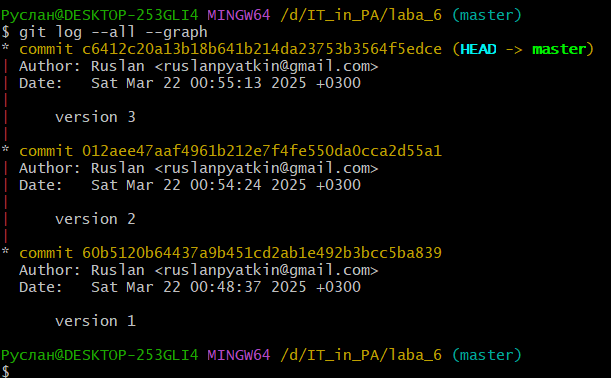 Руслан@DESKTOP-253GLI4 MINGW64 /d/IT_in_PA/laba_6 (master)
$ git log --all --graph
* commit c6412c20a13b18b641b214da23753b3564f5edce (HEAD -> master)
| Author: Ruslan <ruslanpyatkin@gmail.com>
| Date:   Sat Mar 22 00:55:13 2025 +0300
|
|     version 3
|
* commit 012aee47aaf4961b212e7f4fe550da0cca2d55a1
| Author: Ruslan <ruslanpyatkin@gmail.com>
| Date:   Sat Mar 22 00:54:24 2025 +0300
|
|     version 2
|
* commit 60b5120b64437a9b451cd2ab1e492b3bcc5ba839
  Author: Ruslan <ruslanpyatkin@gmail.com>
  Date:   Sat Mar 22 00:48:37 2025 +0300

      version 1

Руслан@DESKTOP-253GLI4 MINGW64 /d/IT_in_PA/laba_6 (master)
$